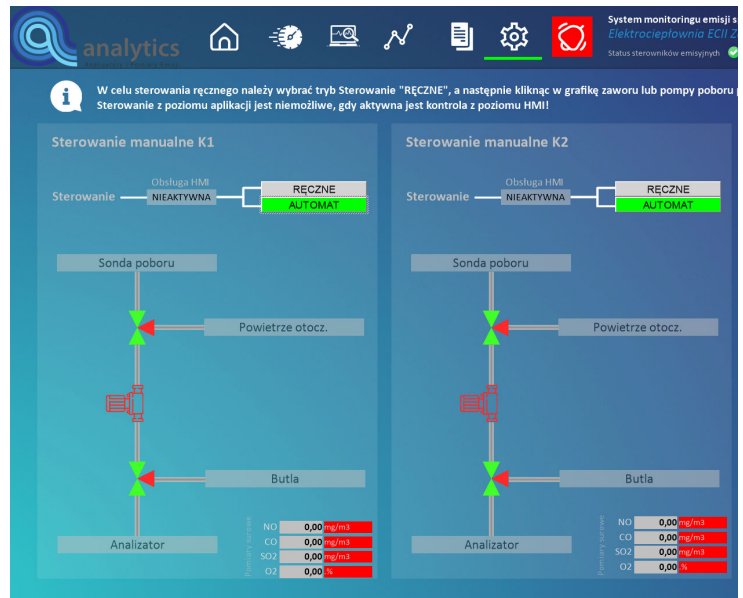 analytics
System monitoringu emisji s
Elektrociepłownia ECII Z
Status sterowników emisyjnych
W celu sterowania ręcznego należy wybrać tryb Sterowanie "RĘCZNE", a następnie kliknąc w grafikę zaworu lub pompy poboru
Sterowanie z poziomu aplikacji jest niemożliwe, gdy aktywna jest kontrola z poziomu HMI!
Sterowanie manualne K1
Obsługa HMI
Sterowanie
NIEAKTYWNA
RĘCZNE
AUTOMAT
Sonda poboru
Powietrze otocz.
Butla
Analizator
Pomiary surowe
NO 0,00 mg/m3
CO 0,00 mg/m3
SO2 0,00 mg/m3
O2 0,00 %
Sterowanie manualne K2
Obsługa HMI
Sterowanie
NIEAKTYWNA
RĘCZNE
AUTOMAT
Sonda poboru
Powietrze otocz.
Butla
Analizator
Pomiary surowe
NO 0,00 mg/m3
CO 0,00 mg/m3
SO2 0,00 mg/m3
O2 0,00 %